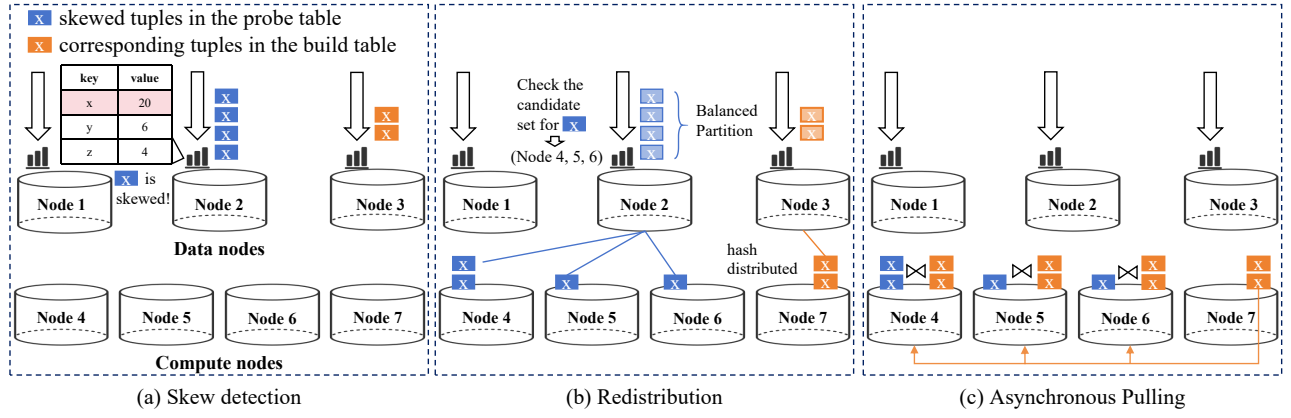 x skewed tuples in the probe table
x corresponding tuples in the build table
key value
x 20
y 6
z 4
x x x x
x x
x is
skewed!
Node 1 Node 2 Node 3
Data nodes
Node 4 Node 5 Node 6 Node 7
Compute nodes
(a) Skew detection
Check the
candidate
set for x
(Node 4, 5, 6)
x x x x
Balanced
Partition
x x
Node 1 Node 2 Node 3
hash
distributed
x x
x
x
x x
Node 4 Node 5 Node 6 Node 7
(b) Redistribution
Node 1 Node 2 Node 3
x x x x
x x x
x x x
x x
Node 4 Node 5 Node 6 Node 7
(c) Asynchronous Pulling